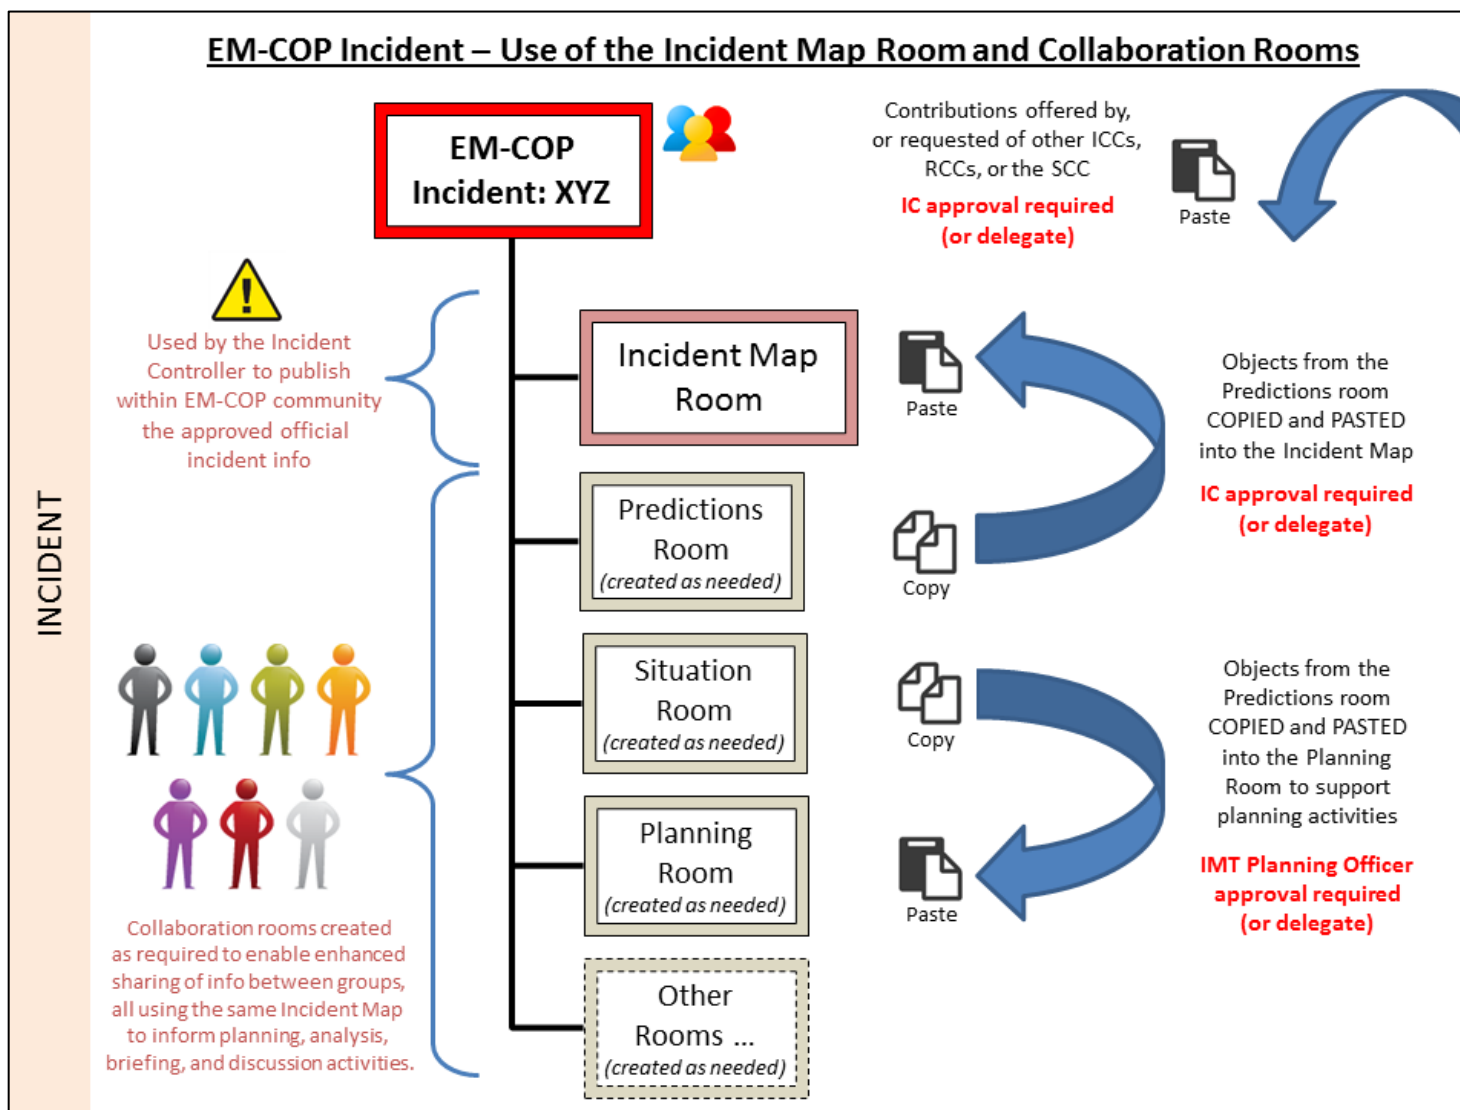 EM-COP Incident – Use of the Incident Map Room and Collaboration Rooms
INCIDENT
EM-COP
Incident: XYZ
Contributions offered by,
or requested of other ICCs,
RCCs, or the SCC
IC approval required
(or delegate)
Paste
Used by the Incident
Controller to publish
within EM-COP community
the approved official
incident info
Incident Map
Room
Paste
Objects from the
Predictions room
COPIED and PASTED
into the Incident Map
IC approval required
(or delegate)
Predictions
Room
(created as needed)
Copy
Situation
Room
(created as needed)
Copy
Objects from the
Predictions room
COPIED and PASTED
into the Planning
Room to support
planning activities
IMT Planning Officer
approval required
(or delegate)
Planning
Room
(created as needed)
Paste
Collaboration rooms created
as required to enable enhanced
sharing of info between groups,
all using the same Incident Map
to inform planning, analysis,
briefing, and discussion activities.
Other
Rooms ...
(created as needed)